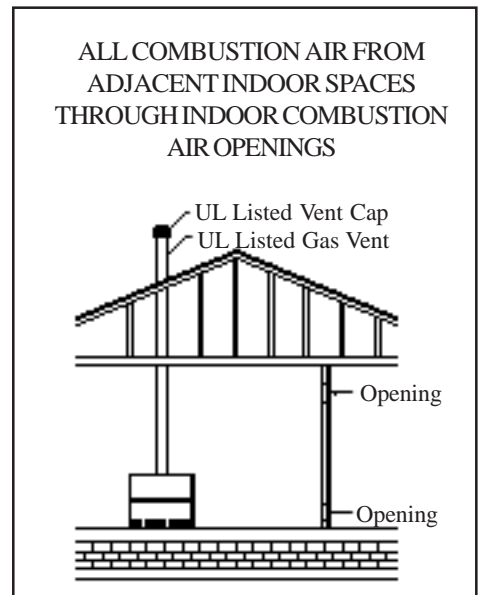 ALL COMBUSTION AIR FROM
ADJACENT INDOOR SPACES
THROUGH INDOOR COMBUSTION
AIR OPENINGS
UL Listed Vent Cap
UL Listed Gas Vent
Opening
Opening